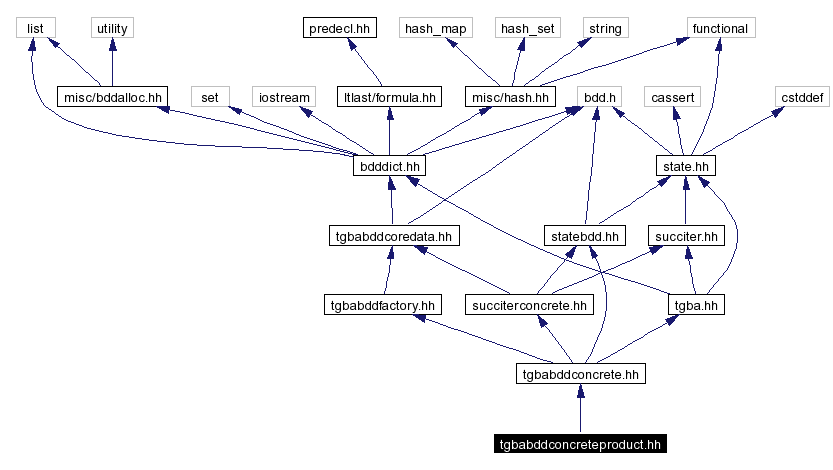 list
utility
predecl.hh
hash_map
hash_set
string
functional
misc/bddalloc.hh
set
iostream
ltlast/formula.hh
misc/hash.hh
bdd.h
cassert
cstddef
bdddict.hh
state.hh
tgbabddcoredata.hh
statebdd.hh
succiter.hh
tgbabddfactory.hh
succiterconcrete.hh
tgba.hh
tgbabddconcrete.hh
tgbabddconcreteproduct.hh